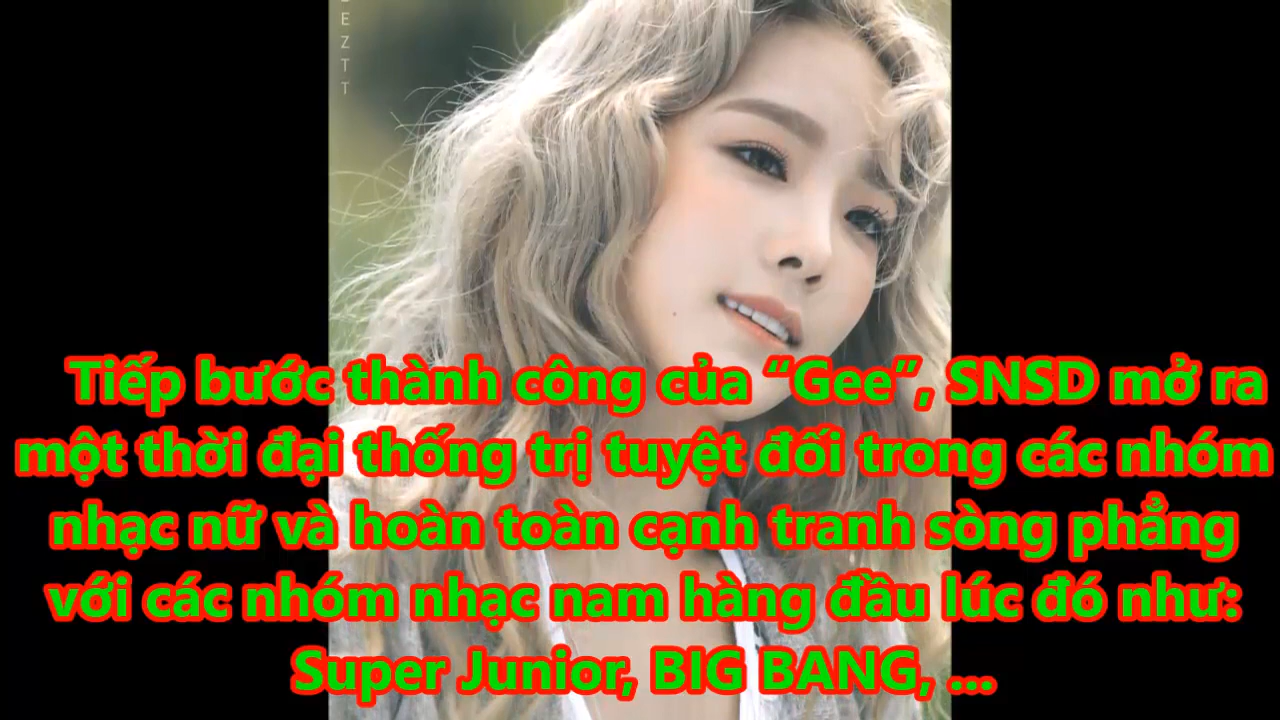 EZTT
Tiếp bước thành công của “Gee”, SNSD mở ra
một thời đại thống trị tuyệt đối trong các nhóm
nhạc nữ và hoàn toàn cạnh tranh sòng phẳng
với các nhóm nhạc nam hàng đầu lúc đó như:
Super Junior, BIG BANG, ...